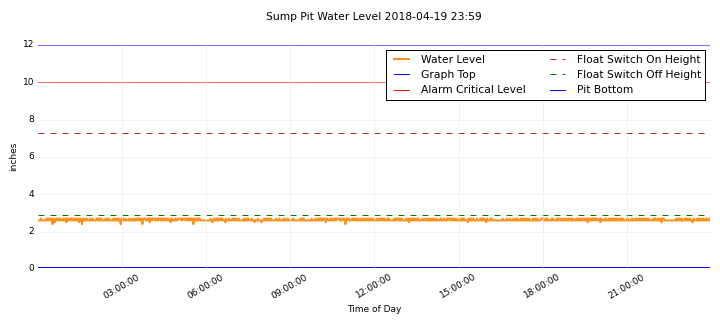 Sump Pit Water Level 2018-04-19 23:59
12
10
8
6
4
2
0
inches
Water Level
Graph Top
Alarm Critical Level
Float Switch On Height
Float Switch Off Height
Pit Bottom
03:00:00
06:00:00
09:00:00
12:00:00
15:00:00
18:00:00
21:00:00
Time of Day